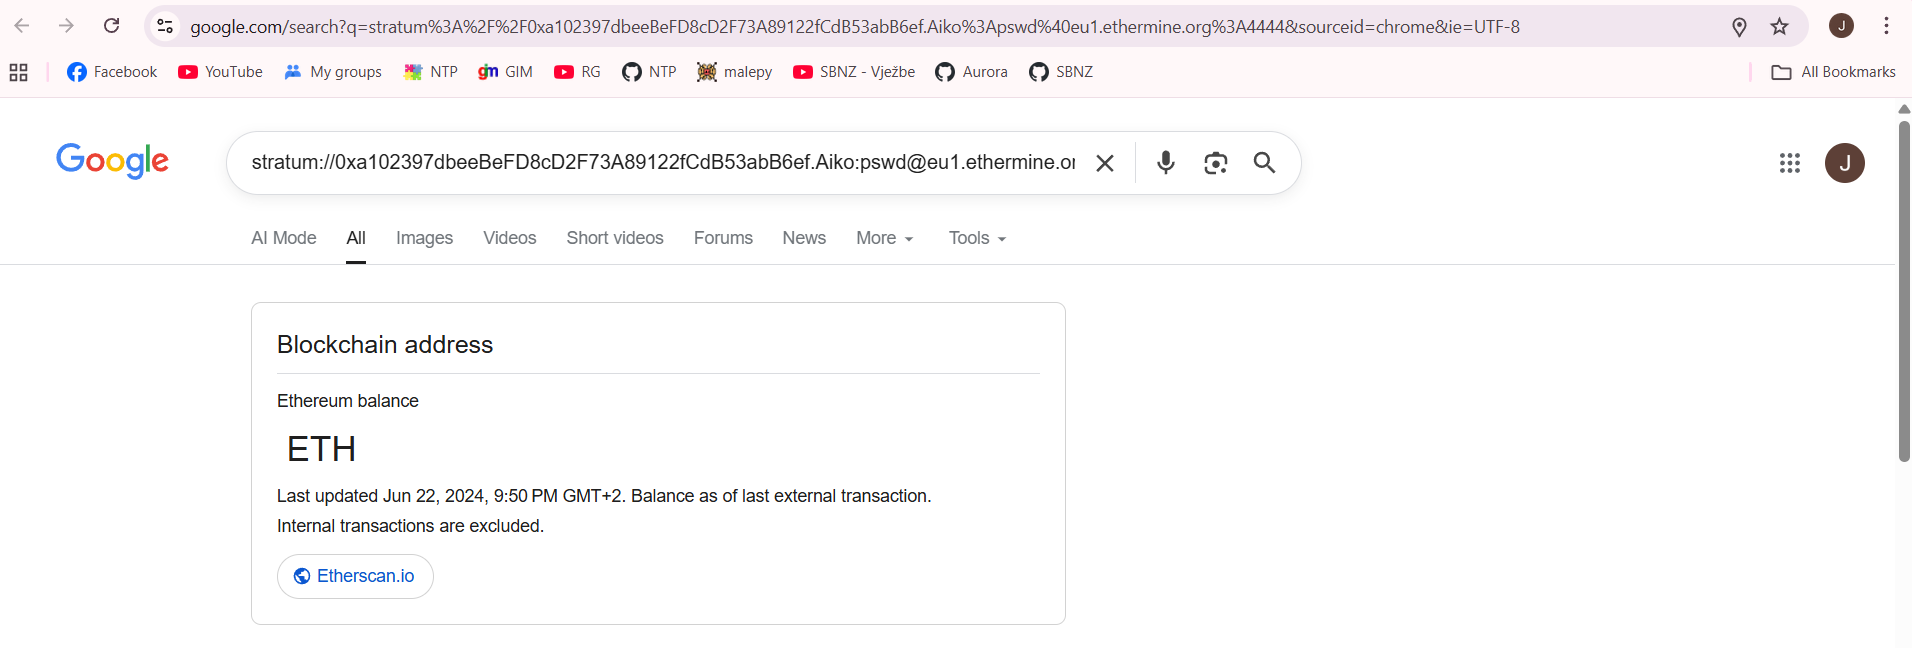 google.com/search?q=stratum%3A%2F%2F0xa102397dbeeBeFD8cD2F73A89122fCdB53abB6ef.Aiko%3Apswd%40eu1.ethermine.org%3A4444&sourceid=chrome&ie=UTF-8
J
Facebook YouTube My groups NTP GIM RG NTP malepy SBNZ - Vježbe Aurora SBNZ All Bookmarks
Google stratum://0xa102397dbeeBeFD8cD2F73A89122fCdB53abB6ef.Aiko:pswd@eu1.ethermine.or J
AI Mode All Images Videos Short videos Forums News More Tools
Blockchain address
Ethereum balance
ETH
Last updated Jun 22, 2024, 9:50 PM GMT+2. Balance as of last external transaction.
Internal transactions are excluded.
Etherscan.io